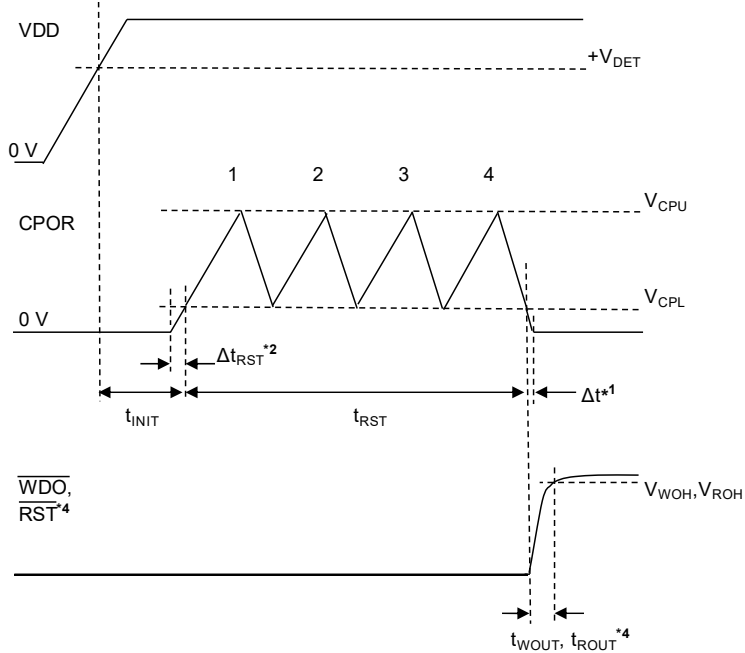 VDD
+VDET
0 V
1 2 3 4
VCPU
CPOR
VCPL
0 V
ΔtRST*2
Δt*1
tINIT
tRST
WDO,
RST*4
VWOH, VROH
tWOUT, tROUT*4